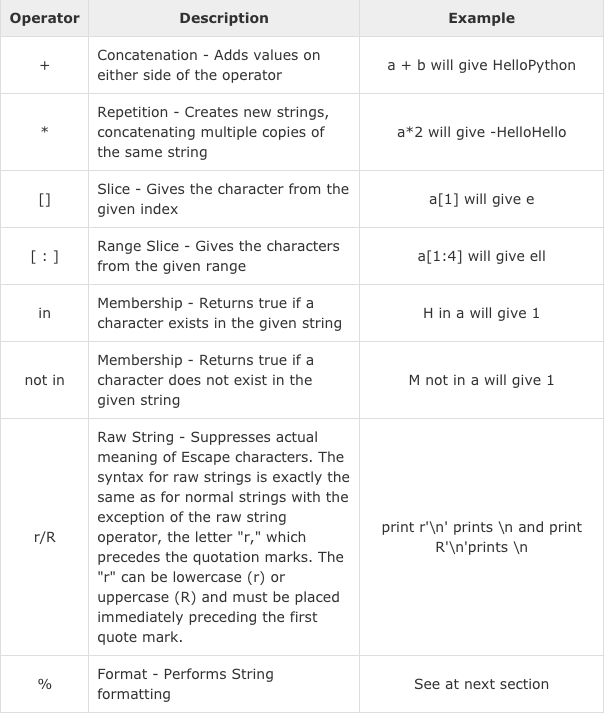 Operator Description Example
+
Concatenation - Adds values on
either side of the operator
a + b will give HelloPython
*
Repetition - Creates new strings,
concatenating multiple copies of
the same string
a*2 will give -HelloHello
[]
Slice - Gives the character from the
given index
a[1] will give e
[ : ]
Range Slice - Gives the characters
from the given range
a[1:4] will give ell
in
Membership - Returns true if a
character exists in the given string
H in a will give 1
not in
Membership - Returns true if a
character does not exist in the
given string
M not in a will give 1
r/R
Raw String - Suppresses actual
meaning of Escape characters. The
syntax for raw strings is exactly the
same as for normal strings with the
exception of the raw string
operator, the letter "r," which
precedes the quotation marks. The
"r" can be lowercase (r) or
uppercase (R) and must be placed
immediately preceding the first
quote mark.
print r'\n' prints \n and print
R'\n'prints \n
%
Format - Performs String
formatting
See at next section